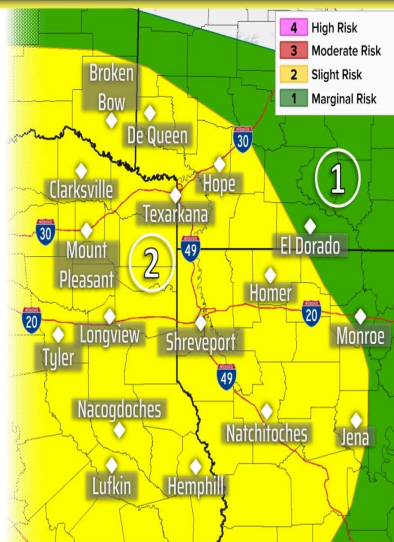 4 High Risk
3 Moderate Risk
2 Slight Risk
1 Marginal Risk
Broken
Bow
De Queen
30
1
Clarksville
Hope
Texarkana
30
Mount
Pleasant
2
49
El Dorado
Homer
20
Longview
Shreveport
20
Monroe
Tyler
49
Nacogdoches
Natchitoches
Jena
Lufkin
Hemphill